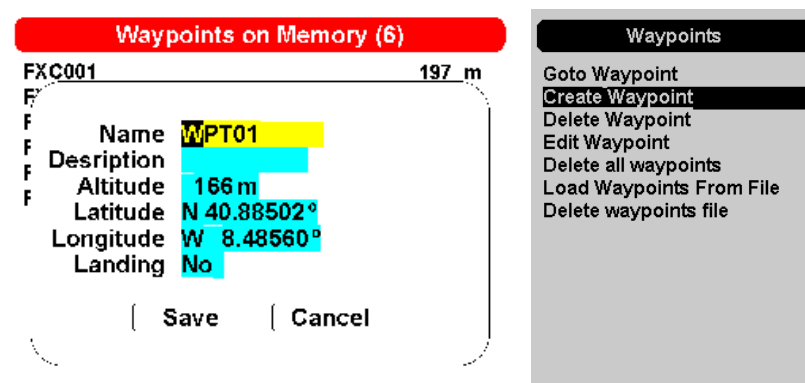 Waypoints on Memory (6)
FXC001 197 m
F
F
F
F
F
Name WPT01
Desription
Altitude 166 m
Latitude N 40.88502 º
Longitude W 8.48560 º
Landing No
Save Cancel
Waypoints
Goto Waypoint
Create Waypoint
Delete Waypoint
Edit Waypoint
Delete all waypoints
Load Waypoints From File
Delete waypoints file